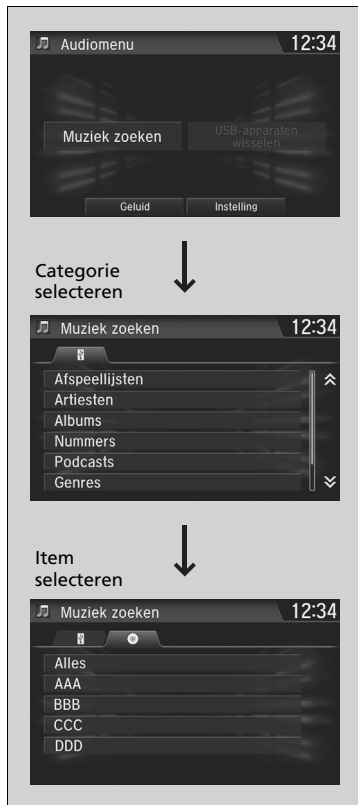 Audiomenu 12:34
Muziek zoeken
USB-apparaten
wisselen
Geluid Instelling
Categorie
selecteren
Muziek zoeken 12:34
Afspeellijsten
Artiesten
Albums
Nummers
Podcasts
Genres
Item
selecteren
Muziek zoeken 12:34
Alles
AAA
BBB
CCC
DDD